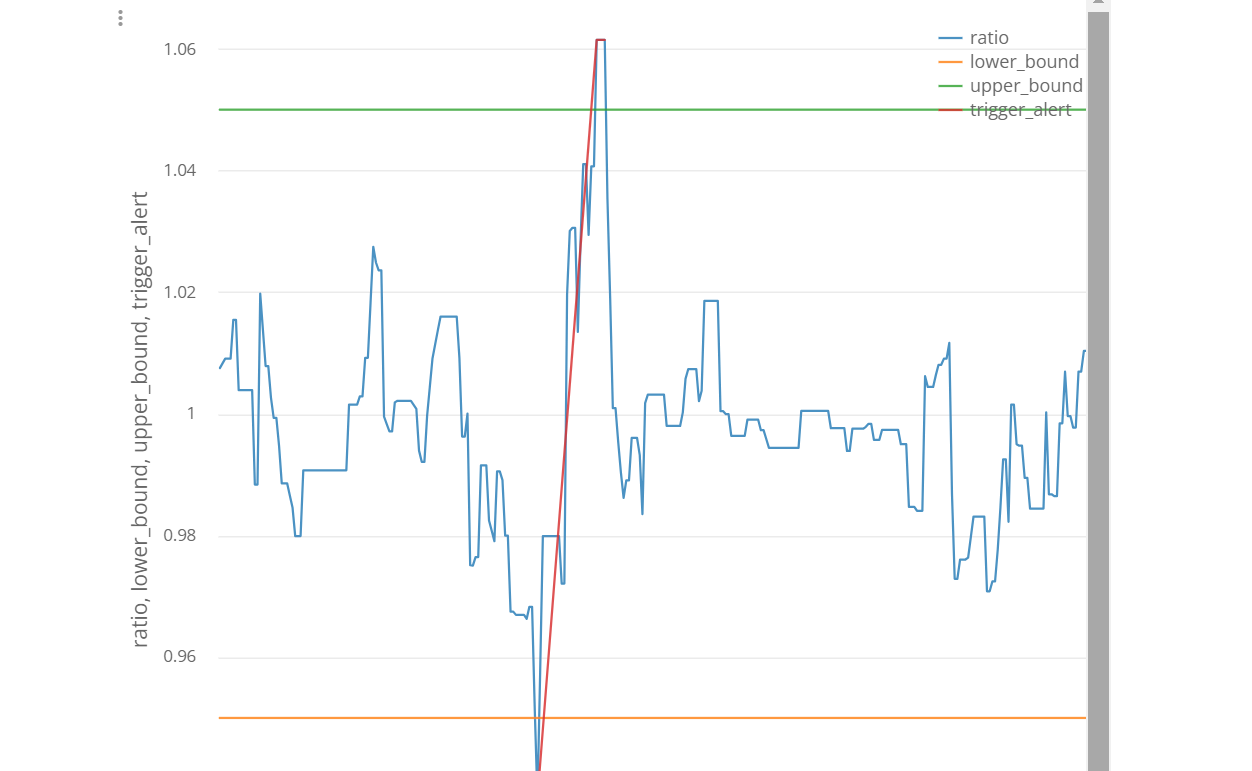 ratio
lower_bound
upper_bound
trigger_alert
1.06
1.04
1.02
1
0.98
0.96
ratio, lower_bound, upper_bound, trigger_alert